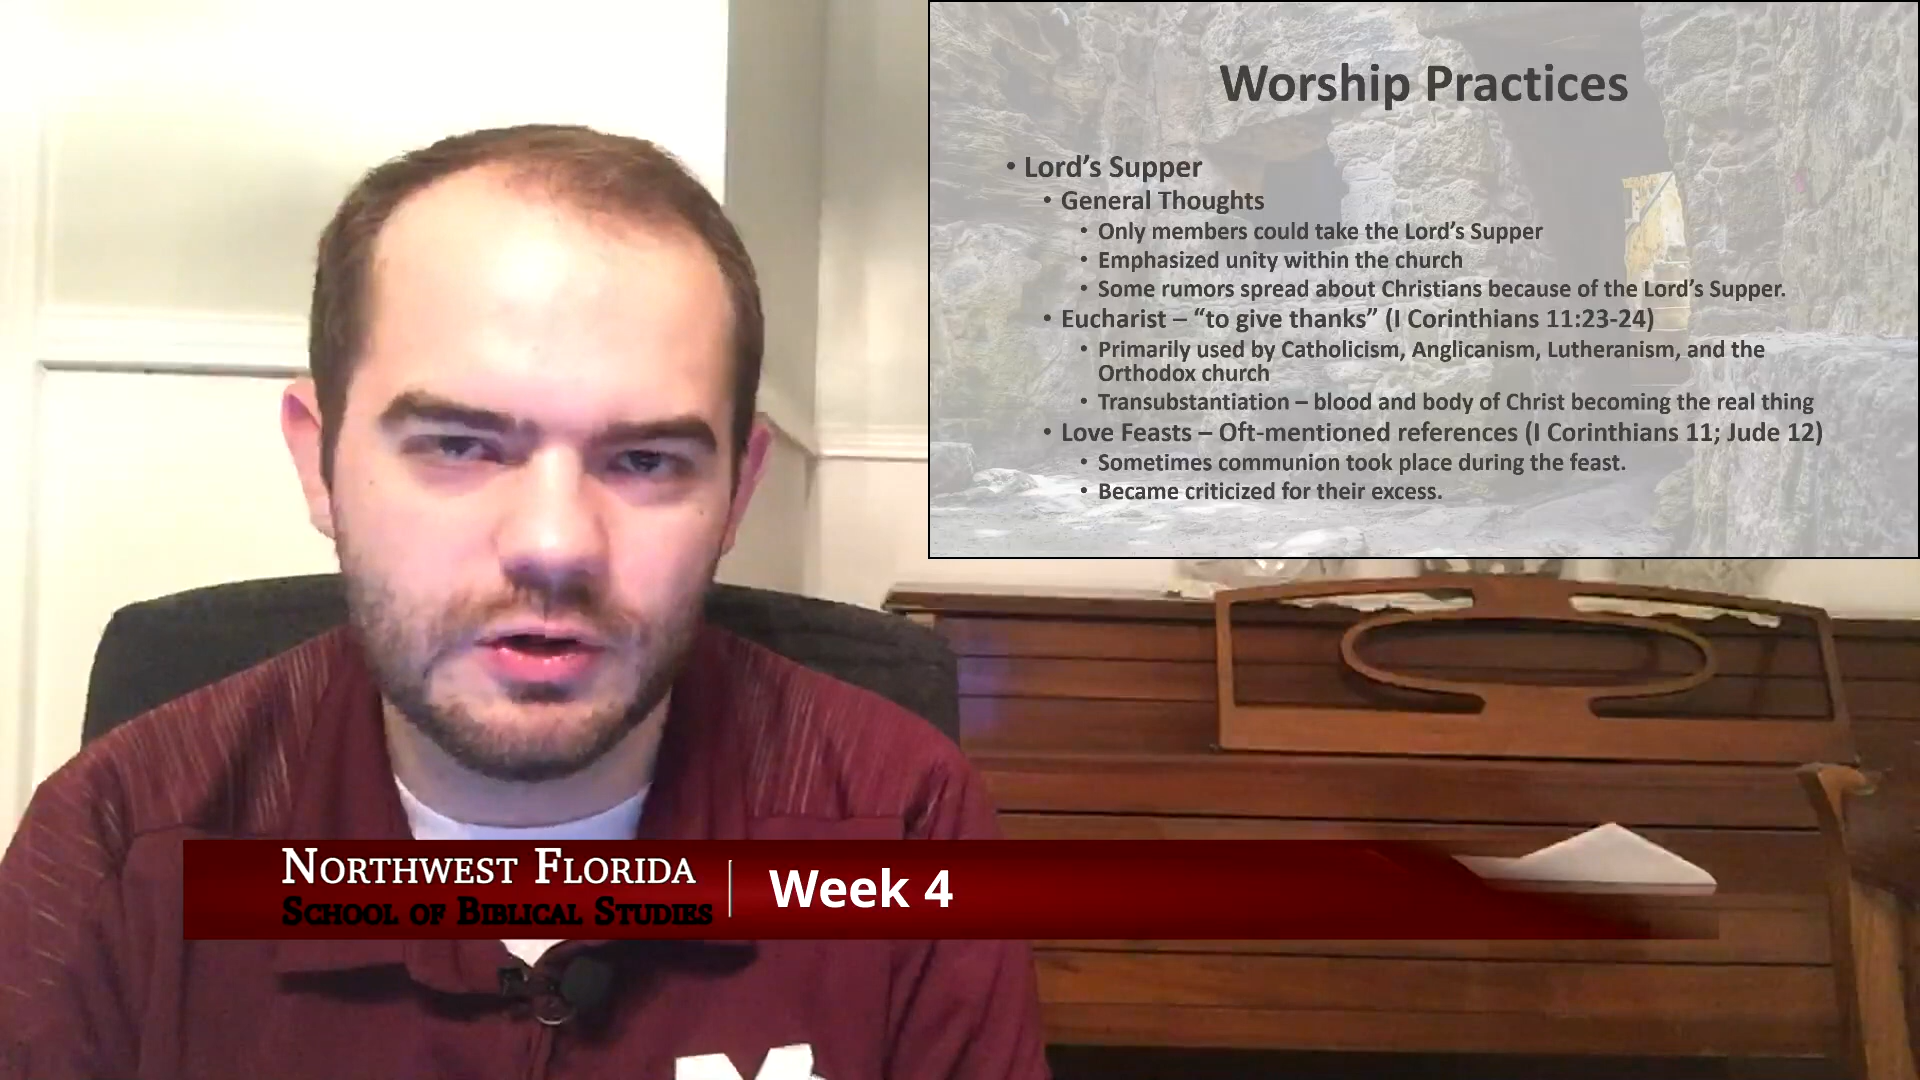 Worship Practices
• Lord’s Supper
• General Thoughts
• Only members could take the Lord’s Supper
• Emphasized unity within the church
• Some rumors spread about Christians because of the Lord’s Supper.
• Eucharist – “to give thanks” (I Corinthians 11:23-24)
• Primarily used by Catholicism, Anglicanism, Lutheranism, and the
Orthodox church
• Transubstantiation – blood and body of Christ becoming the real thing
• Love Feasts – Oft-mentioned references (I Corinthians 11; Jude 12)
• Sometimes communion took place during the feast.
• Became criticized for their excess.
Northwest Florida
School of Biblical Studies
Week 4